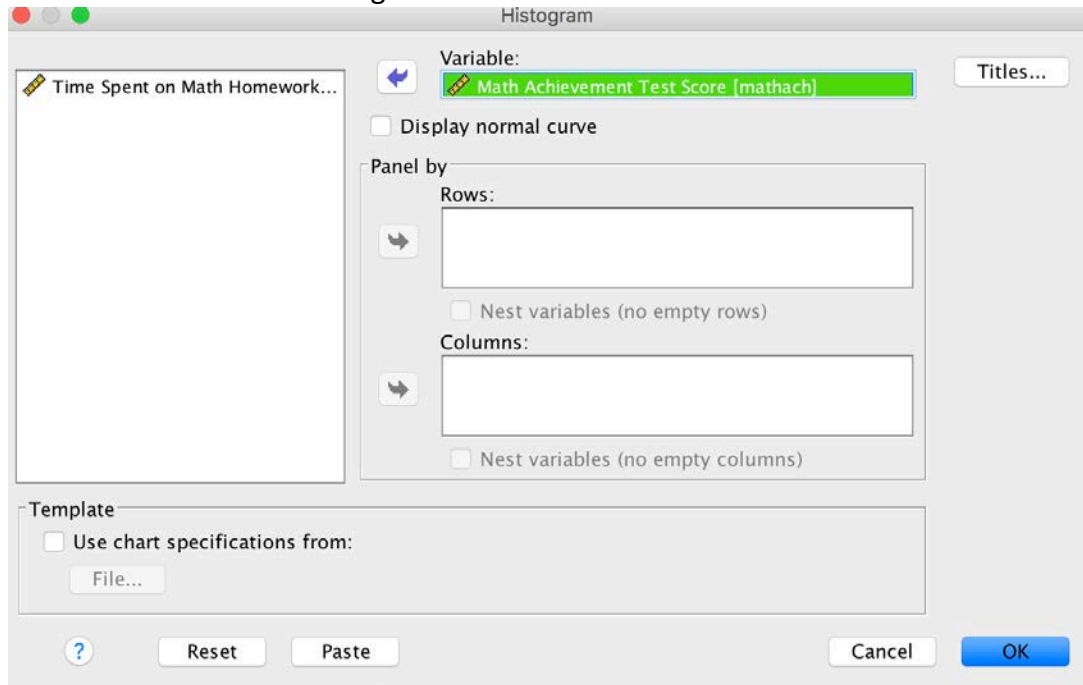 Histogram
Variable:
Time Spent on Math Homework...
Math Achievement Test Score [mathach]
Titles...
Display normal curve
Panel by
Rows:
Nest variables (no empty rows)
Columns:
Nest variables (no empty columns)
Template
Use chart specifications from:
File...
?
Reset
Paste
Cancel
OK